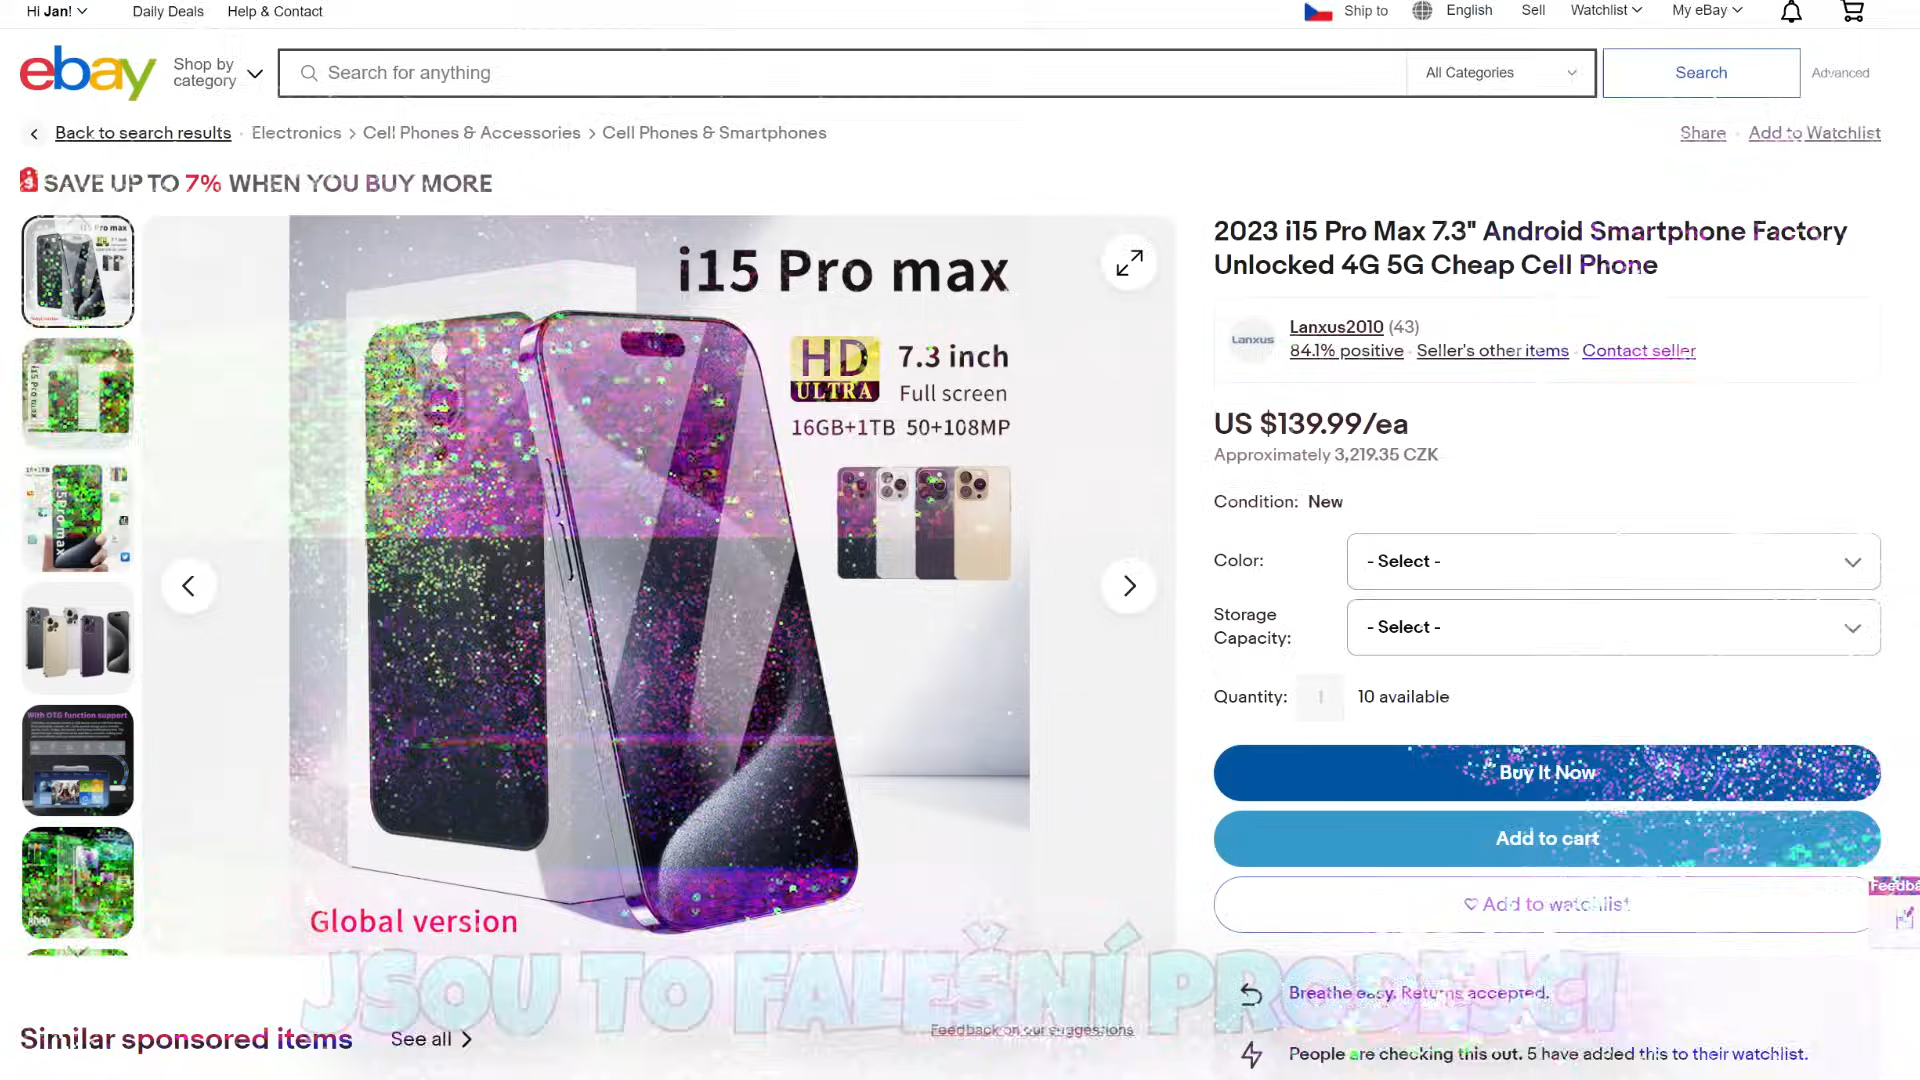 Hi Jan!
Daily Deals
Help & Contact
Ship to
English
Sell
Watchlist
My eBay
ebay
Shop by
category
Search for anything
All Categories
Search
Advanced
Back to search results
Electronics > Cell Phones & Accessories > Cell Phones & Smartphones
Share
Add to Watchlist
SAVE UP TO 7% WHEN YOU BUY MORE
i15 Pro max
HD
ULTRA
7.3 inch
Full screen
16GB+1TB 50+108MP
Global version
With OTG function support
2023 i15 Pro Max 7.3" Android Smartphone Factory
Unlocked 4G 5G Cheap Cell Phone
Lanxus
Lanxus2010 (43)
84.1% positive · Seller's other items · Contact seller
US $139.99/ea
Approximately 3,219.35 CZK
Condition: New
Color:
- Select -
Storage
Capacity:
- Select -
Quantity: 1 10 available
Buy It Now
Add to cart
Add to watchlist
JSOU TO FALEŠNÍ PRODEJCI
Breathe easy. Returns accepted.
People are checking this out. 5 have added this to their watchlist.
Similar sponsored items
See all
Feedback on our suggestions